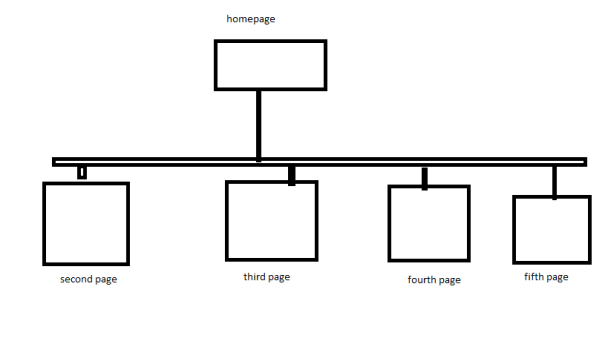 homepage
second page
third page
fourth page
fifth page